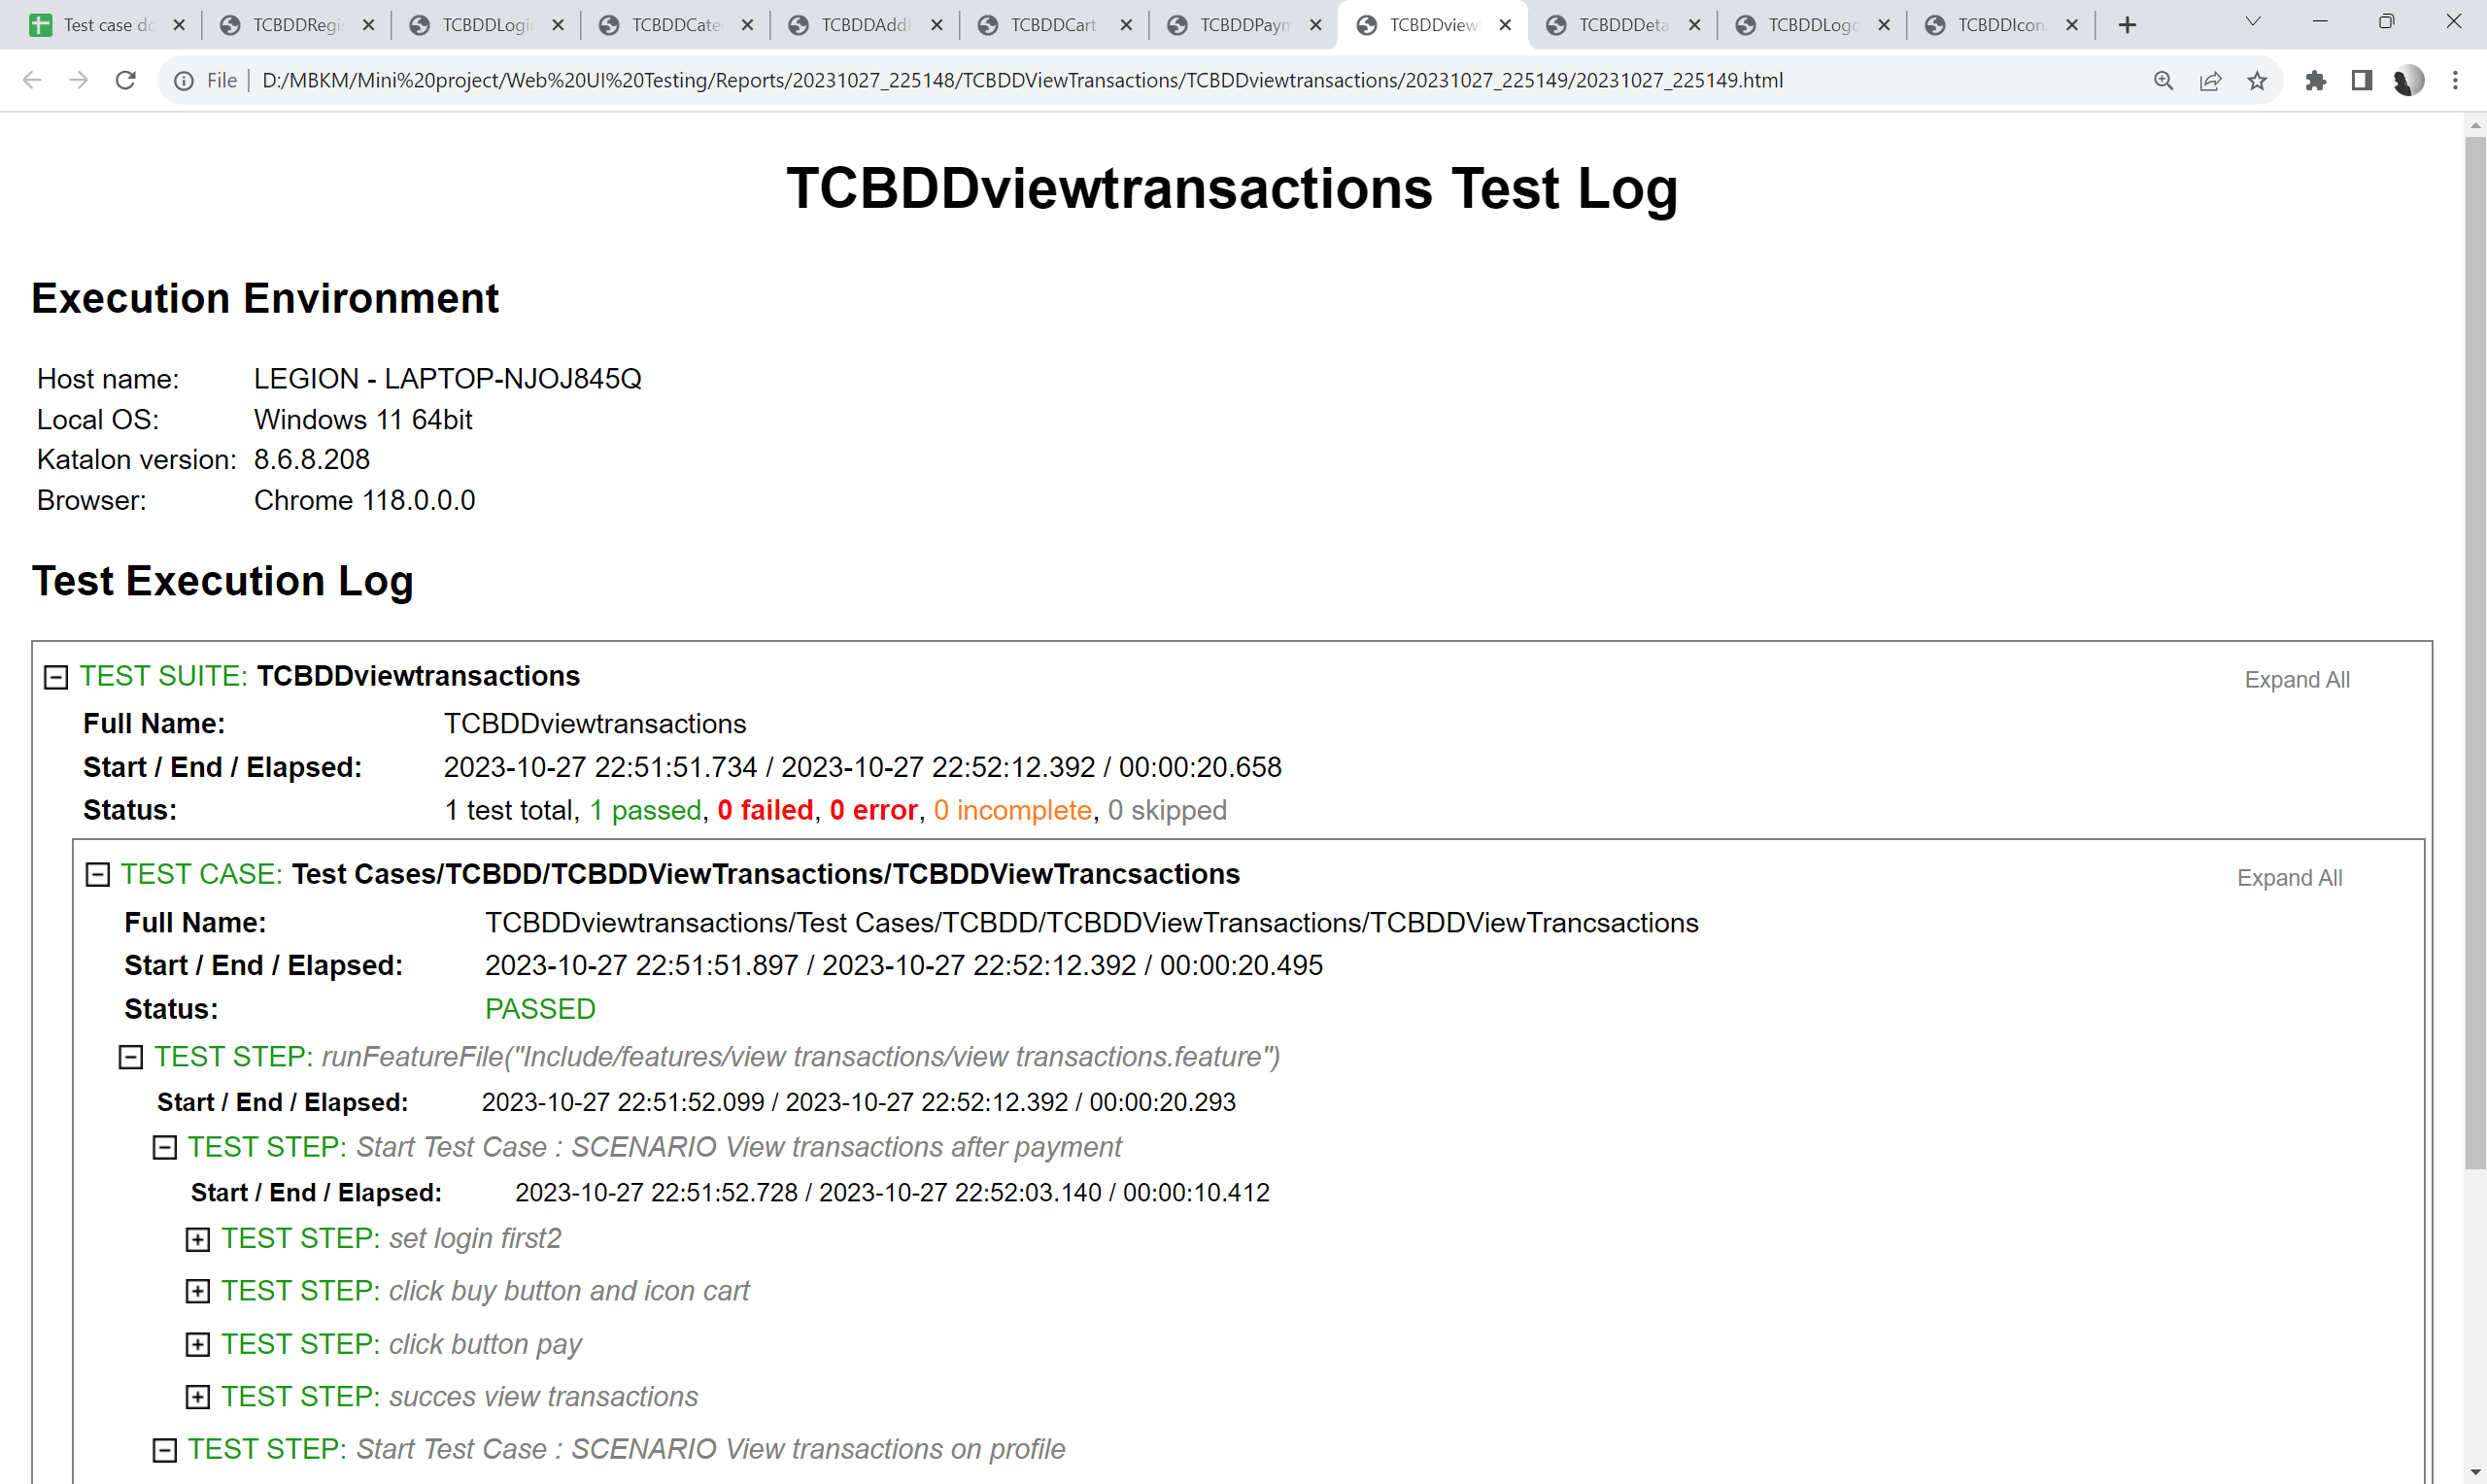 Test case do
TCBDDRegi
TCBDDLogi
TCBDDCate
TCBDDAdd
TCBDDCart
TCBDDPaym
TCBDDview
TCBDDDeta
TCBDDLogo
TCBDDIcon
File
D:/MBKM/Mini%20project/Web%20UI%20Testing/Reports/20231027_225148/TCBDDViewTransactions/TCBDDviewtransactions/20231027_225149/20231027_225149.html
TCBDDviewtransactions Test Log
Execution Environment
Host name: LEGION - LAPTOP-NJOJ845Q
Local OS: Windows 11 64bit
Katalon version: 8.6.8.208
Browser: Chrome 118.0.0.0
Test Execution Log
TEST SUITE: TCBDDviewtransactions Expand All
Full Name: TCBDDviewtransactions
Start / End / Elapsed: 2023-10-27 22:51:51.734 / 2023-10-27 22:52:12.392 / 00:00:20.658
Status: 1 test total, 1 passed, 0 failed, 0 error, 0 incomplete, 0 skipped
TEST CASE: Test Cases/TCBDD/TCBDDViewTransactions/TCBDDViewTrancsactions Expand All
Full Name: TCBDDviewtransactions/Test Cases/TCBDD/TCBDDViewTransactions/TCBDDViewTrancsactions
Start / End / Elapsed: 2023-10-27 22:51:51.897 / 2023-10-27 22:52:12.392 / 00:00:20.495
Status: PASSED
TEST STEP: runFeatureFile("Include/features/view transactions/view transactions.feature")
Start / End / Elapsed: 2023-10-27 22:51:52.099 / 2023-10-27 22:52:12.392 / 00:00:20.293
TEST STEP: Start Test Case : SCENARIO View transactions after payment
Start / End / Elapsed: 2023-10-27 22:51:52.728 / 2023-10-27 22:52:03.140 / 00:00:10.412
TEST STEP: set login first2
TEST STEP: click buy button and icon cart
TEST STEP: click button pay
TEST STEP: succes view transactions
TEST STEP: Start Test Case : SCENARIO View transactions on profile